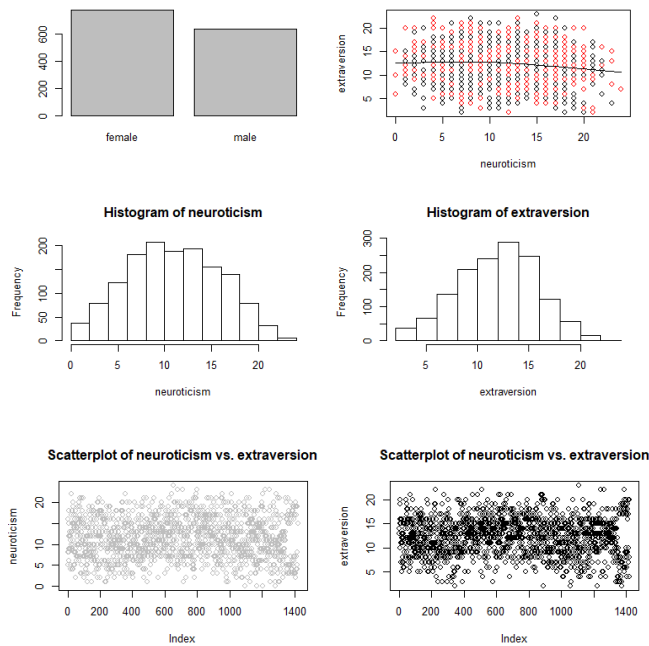 0 200 400 600
female male
extraversion
5 10 15 20
0 5 10 15 20
neuroticism
Histogram of neuroticism
Frequency
0 50 100 200
0 5 10 15 20
neuroticism
Histogram of extraversion
Frequency
0 100 200 300
5 10 15 20
extraversion
Scatterplot of neuroticism vs. extraversion
neuroticism
0 5 10 20
0 200 400 600 800 1000 1400
Index
Scatterplot of neuroticism vs. extraversion
extraversion
5 10 15 20
0 200 400 600 800 1000 1400
Index